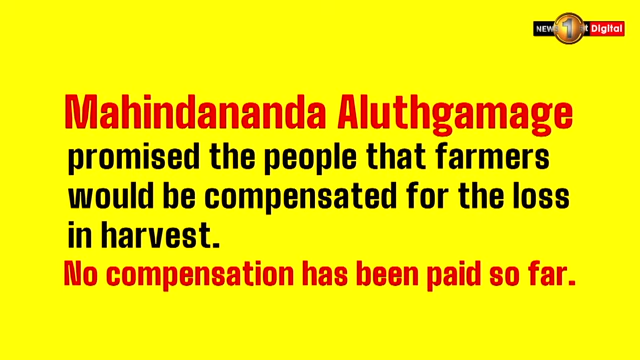 NEWS 1st Digital
Mahindananda Aluthgamage
promised the people that farmers
would be compensated for the loss
in harvest.
No compensation has been paid so far.